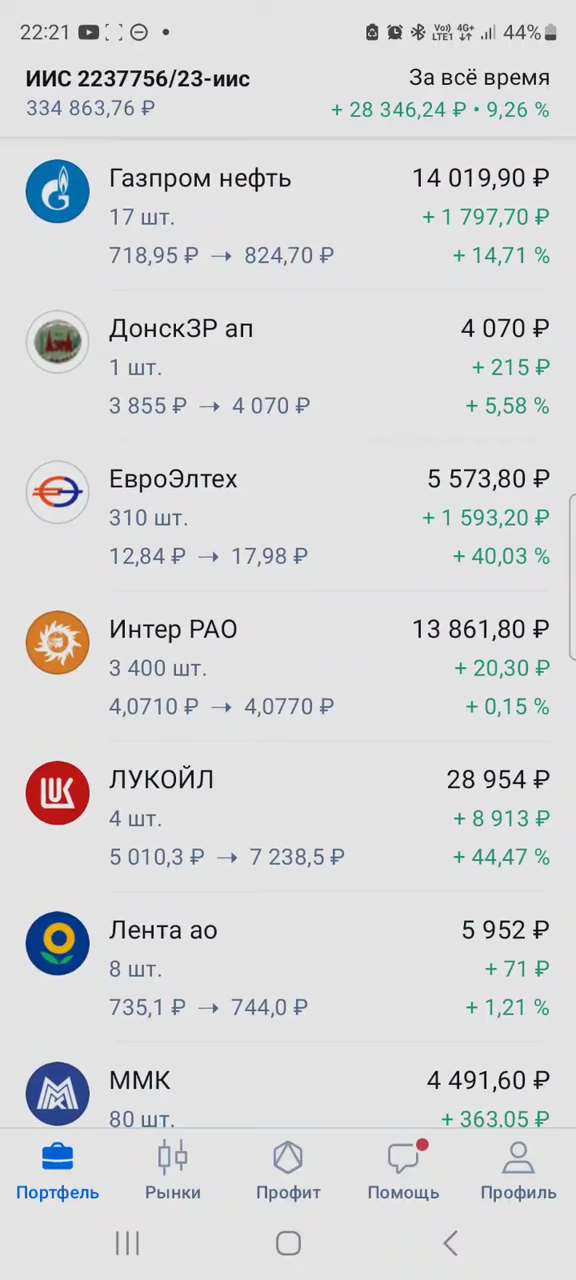 22:21 Vo)) LTE1 4G+ 44%
ИИС 2237756/23-иис За всё время
334 863,76 ₽ + 28 346,24 ₽ • 9,26 %
Газпром нефть 14 019,90 ₽
17 шт. + 1 797,70 ₽
718,95 ₽ → 824,70 ₽ + 14,71 %
ДонскЗР ап 4 070 ₽
1 шт. + 215 ₽
3 855 ₽ → 4 070 ₽ + 5,58 %
ЕвроЭлтех 5 573,80 ₽
310 шт. + 1 593,20 ₽
12,84 ₽ → 17,98 ₽ + 40,03 %
Интер РАО 13 861,80 ₽
3 400 шт. + 20,30 ₽
4,0710 ₽ → 4,0770 ₽ + 0,15 %
ЛУКОЙЛ 28 954 ₽
4 шт. + 8 913 ₽
5 010,3 ₽ → 7 238,5 ₽ + 44,47 %
Лента ао 5 952 ₽
8 шт. + 71 ₽
735,1 ₽ → 744,0 ₽ + 1,21 %
ММК 4 491,60 ₽
80 шт. + 363,05 ₽
Портфель Рынки Профит Помощь Профиль